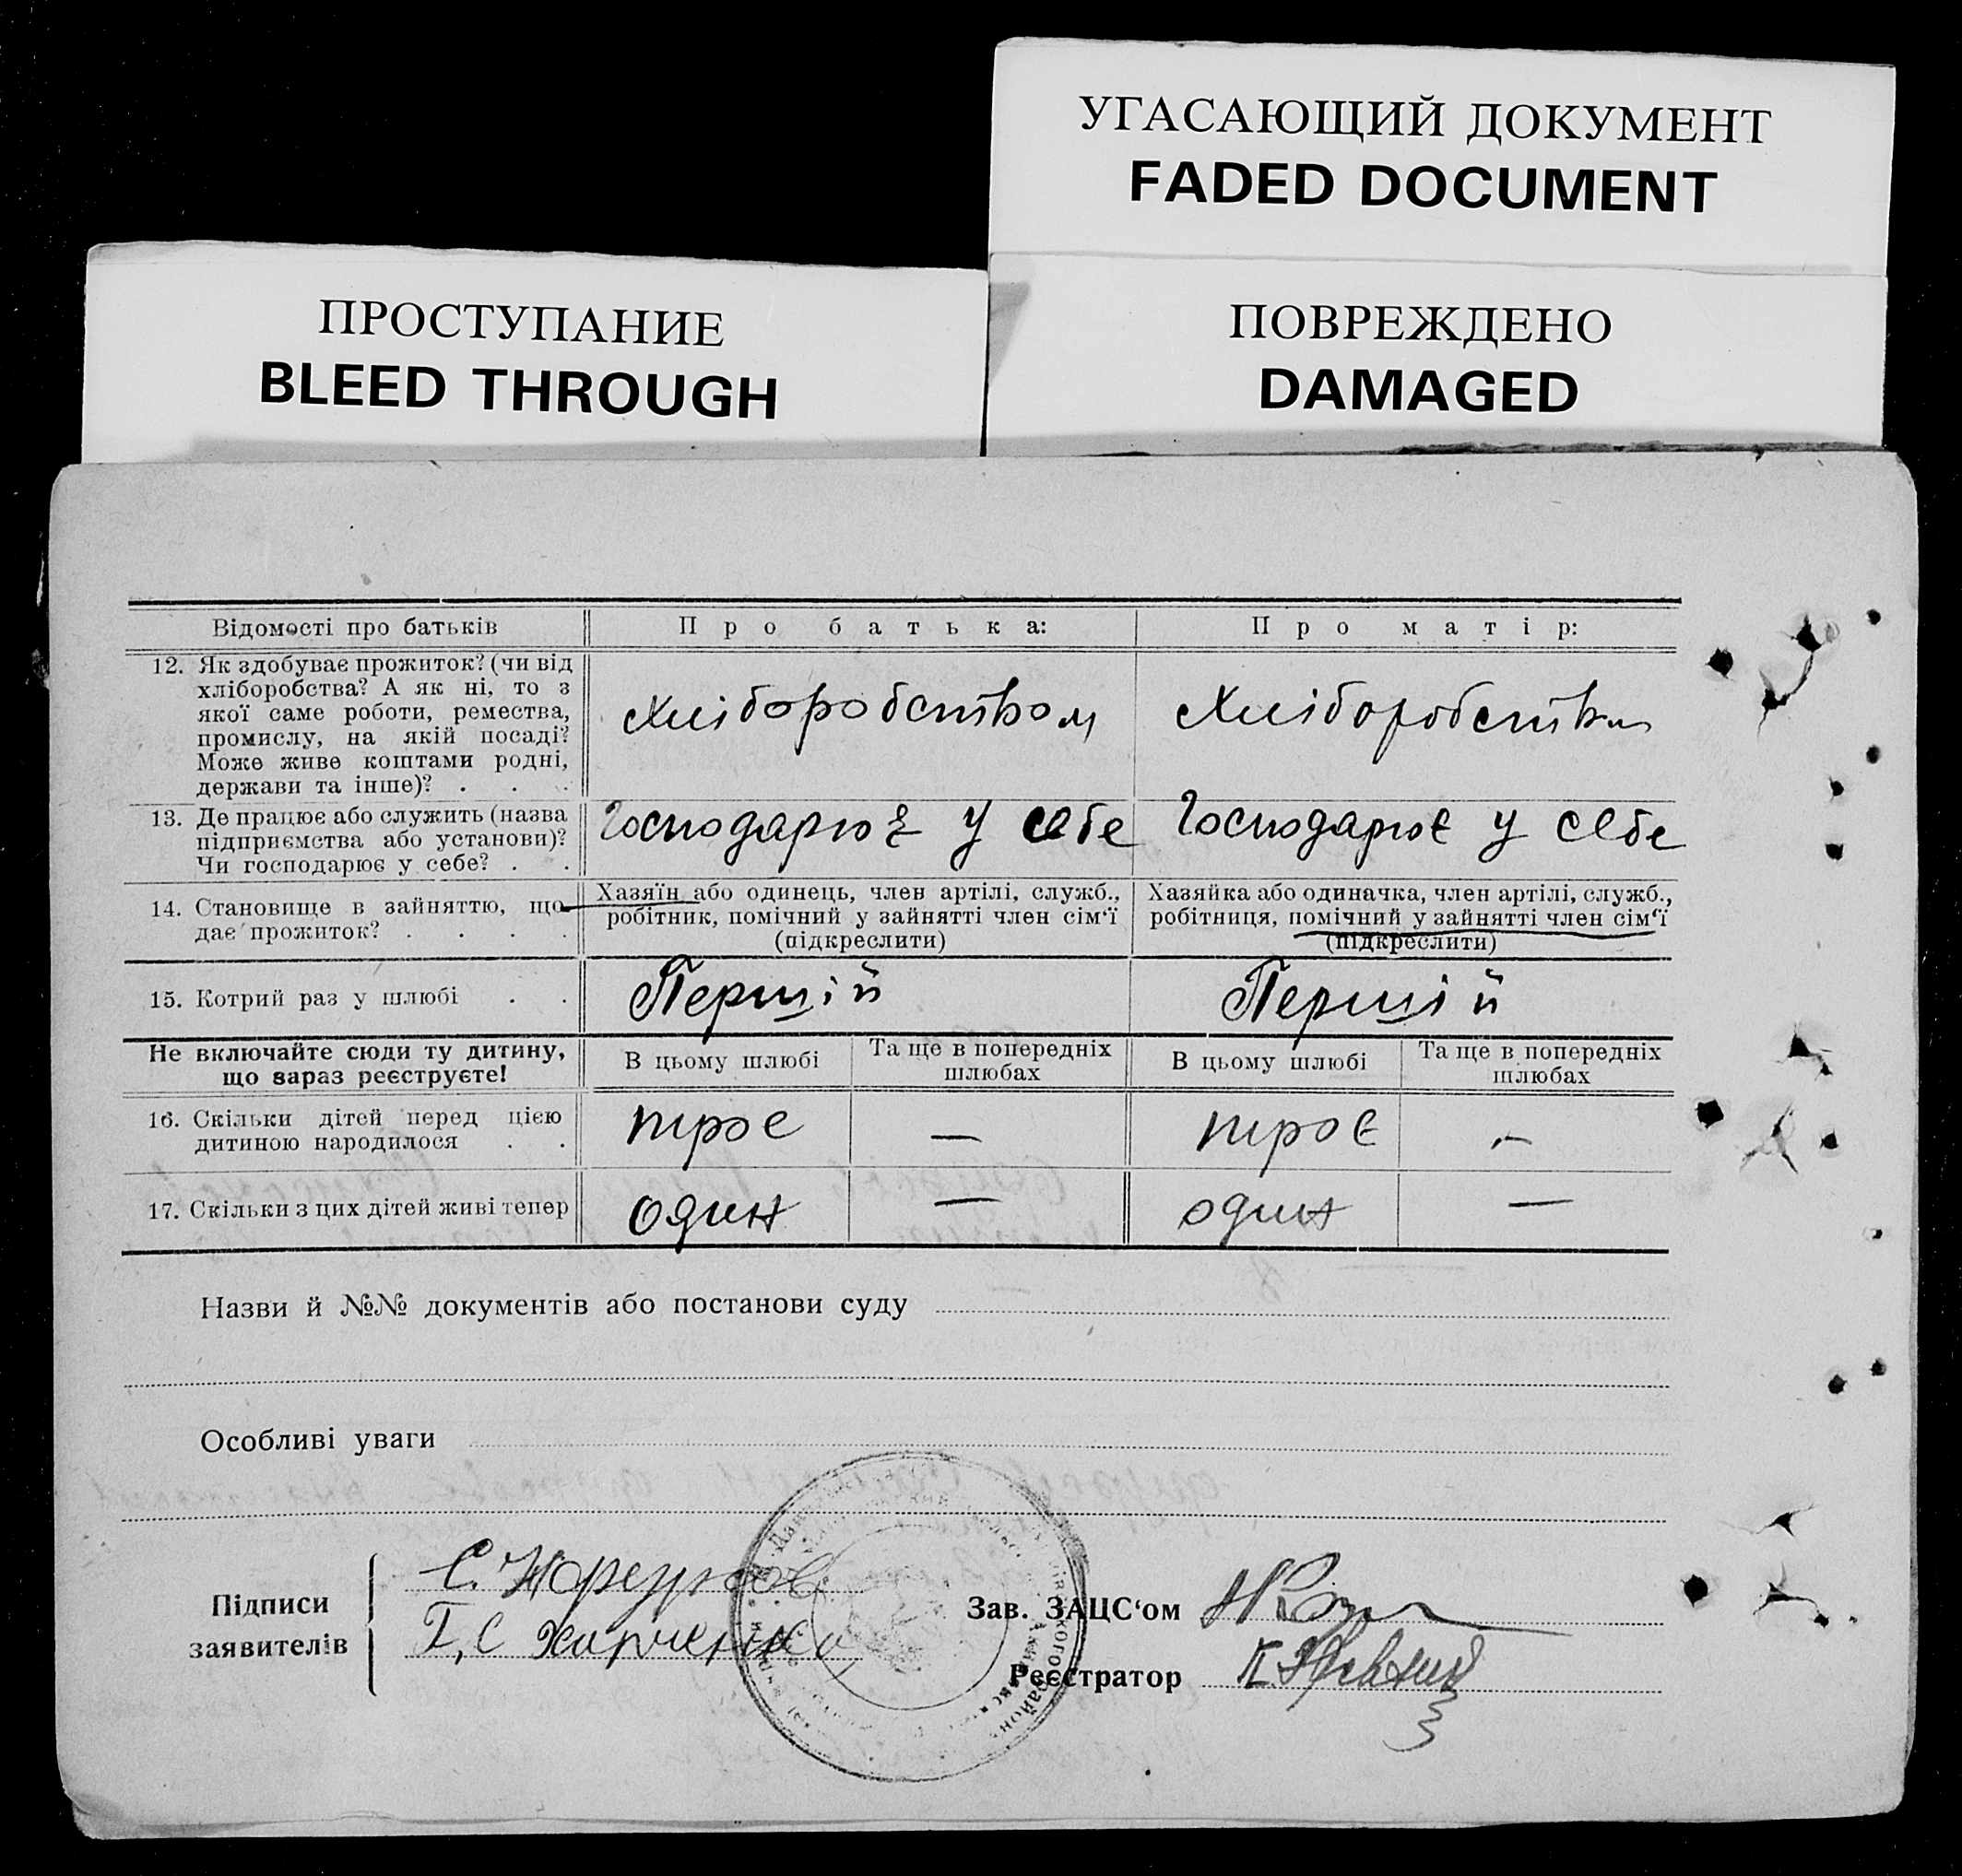 УГАСАЮЩИЙ ДОКУМЕНТ
FADED DOCUMENT
ПРОСТУПАНИЕ
BLEED THROUGH
ПОВРЕЖДЕНО
DAMAGED
Відомості про батьків
Про батька:
Про матір:
12. Як здобуває прожиток? (чи від
хліборобства? А як ні, то з
якої саме роботи, ремества,
промислу, на якій посаді?
Може живе коштами родні,
держави та інше)? . . .
Хліборобством
Хліборобством
13. Де працює або служить (назва
підприємства або установи)?
Чи господарює у себе? . .
Господарює у себе
Господарює у себе
14. Становище в зайняттю, що
дає прожиток? . . . .
Хазяїн або одинець, член артілі, служб.,
робітник, помічний у зайнятті член сім‘ї
(підкреслити)
Хазяйка або одиначка, член артілі, служб.,
робітниця, помічний у зайнятті член сім‘ї
(підкреслити)
15. Котрий раз у шлюбі . .
Першій
Першій
Не включайте сюди ту дитину,
що зараз реєструєте!
В цьому шлюбі
Та ще в попередніх
шлюбах
В цьому шлюбі
Та ще в попередніх
шлюбах
16. Скільки дітей перед цією
дитиною народилося . .
троє
—
троє
—
17. Скільки з цих дітей живі тепер
один
—
один
—
Назви й №№ документів або постанови суду
Особливі уваги
Підписи
заявителів
С.
Т, С Харченко
Зав. ЗАЦС‘ом
Реєстратор
К.